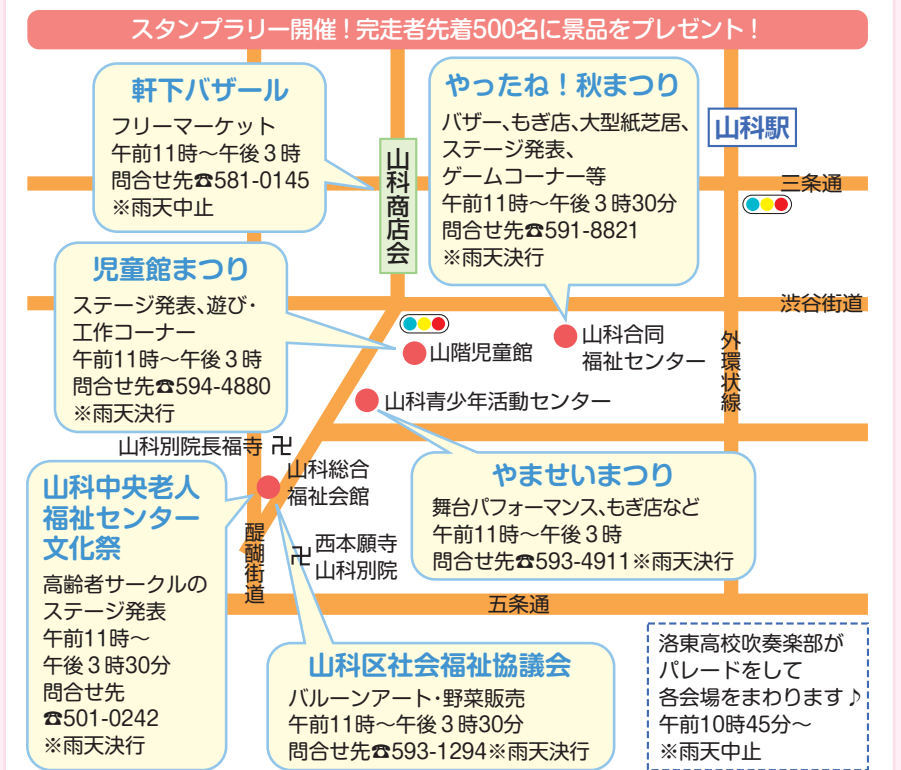 スタンプラリー開催！完走者先着500名に景品をプレゼント！
軒下バザール
フリーマーケット
午前11時～午後３時
問合せ先☎581-0145
※雨天中止
山科商店会
やったね！秋まつり
バザー、もぎ店、大型紙芝居、
ステージ発表、
ゲームコーナー等
午前11時～午後３時30分
問合せ先☎591-8821
※雨天決行
山科駅
三条通
児童館まつり
ステージ発表、遊び・
工作コーナー
午前11時～午後３時
問合せ先☎594-4880
※雨天決行
渋谷街道
山階児童館
山科合同
福祉センター
外環状線
山科青少年活動センター
山科別院長福寺 卍
山科総合
福祉会館
やませいまつり
舞台パフォーマンス、もぎ店など
午前11時～午後３時
問合せ先☎593-4911※雨天決行
山科中央老人
福祉センター
文化祭
高齢者サークルの
ステージ発表
午前11時～
午後３時30分
問合せ先
☎501-0242
※雨天決行
醍醐街道
卍 西本願寺
山科別院
五条通
山科区社会福祉協議会
バルーンアート・野菜販売
午前11時～午後３時30分
問合せ先☎593-1294※雨天決行
洛東高校吹奏楽部が
パレードをして
各会場をまわります♪
午前10時45分～
※雨天中止